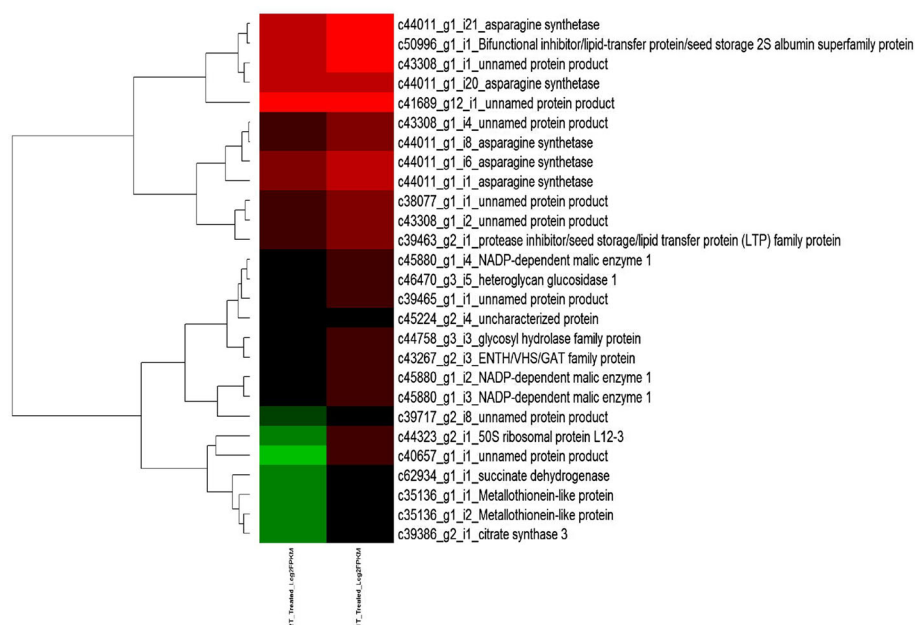 c44011_g1_i21_asparagine synthetase
c50996_g1_i1_Bifunctional inhibitor/lipid-transfer protein/seed storage 2S albumin superfamily protein
c43308_g1_i1_unnamed protein product
c44011_g1_i20_asparagine synthetase
c41689_g12_i1_unnamed protein product
c43308_g1_i4_unnamed protein product
c44011_g1_i8_asparagine synthetase
c44011_g1_i6_asparagine synthetase
c44011_g1_i1_asparagine synthetase
c38077_g1_i1_unnamed protein product
c43308_g1_i2_unnamed protein product
c39463_g2_i1_protease inhibitor/seed storage/lipid transfer protein (LTP) family protein
c45880_g1_i4_NADP-dependent malic enzyme 1
c46470_g3_i5_heteroglycan glucosidase 1
c39465_g1_i1_unnamed protein product
c45224_g2_i4_uncharacterized protein
c44758_g3_i3_glycosyl hydrolase family protein
c43267_g2_i3_ENTH/VHS/GAT family protein
c45880_g1_i2_NADP-dependent malic enzyme 1
c45880_g1_i3_NADP-dependent malic enzyme 1
c39717_g2_i8_unnamed protein product
c44323_g2_i1_50S ribosomal protein L12-3
c40657_g1_i1_unnamed protein product
c62934_g1_i1_succinate dehydrogenase
c35136_g1_i1_Metallothionein-like protein
c35136_g1_i2_Metallothionein-like protein
c39386_g2_i1_citrate synthase 3